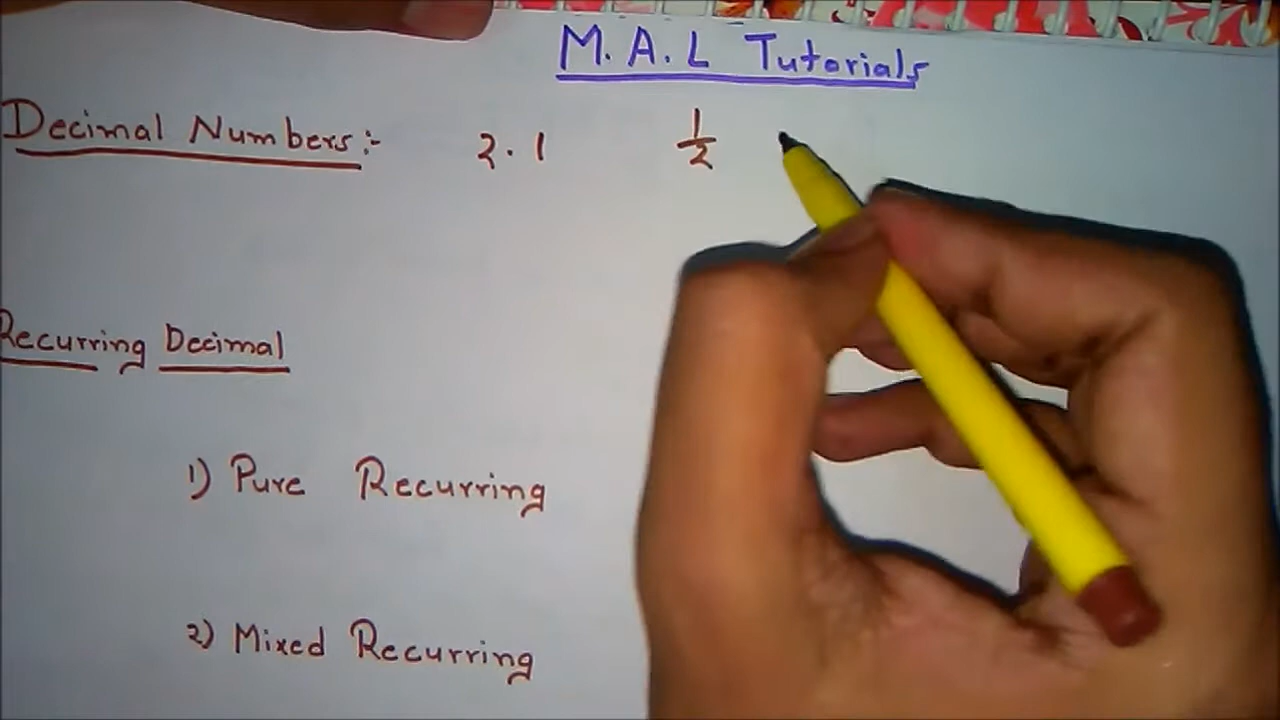 M.A.L Tutorials
Decimal Numbers:- 2.1 1/2
Recurring Decimal
1) Pure Recurring
2) Mixed Recurring